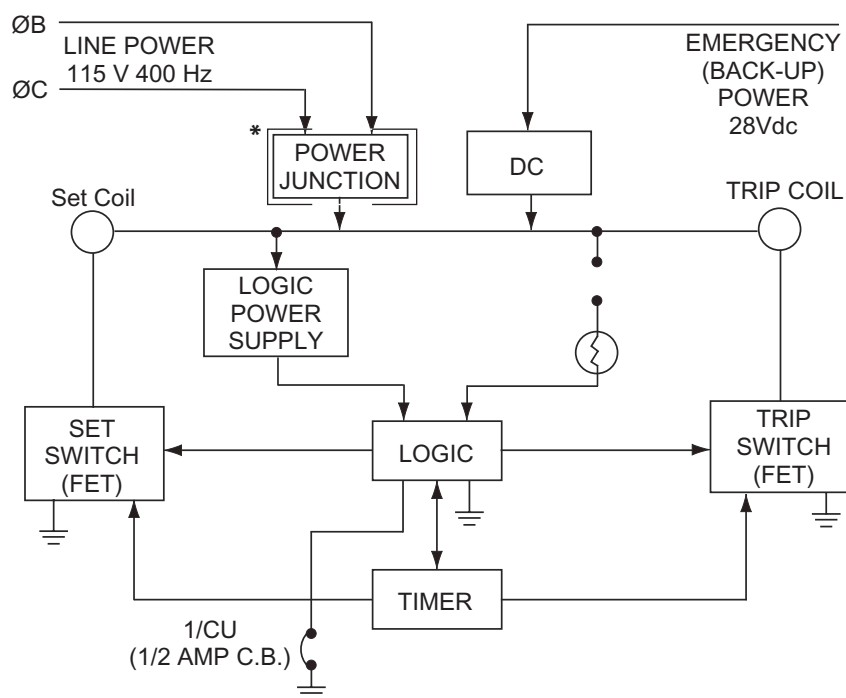 ØB
LINE POWER
115 V 400 Hz
ØC
EMERGENCY
(BACK-UP)
POWER
28Vdc
*
POWER
JUNCTION
DC
Set Coil
TRIP COIL
LOGIC
POWER
SUPPLY
SET
SWITCH
(FET)
LOGIC
TRIP
SWITCH
(FET)
TIMER
1/CU
(1/2 AMP C.B.)